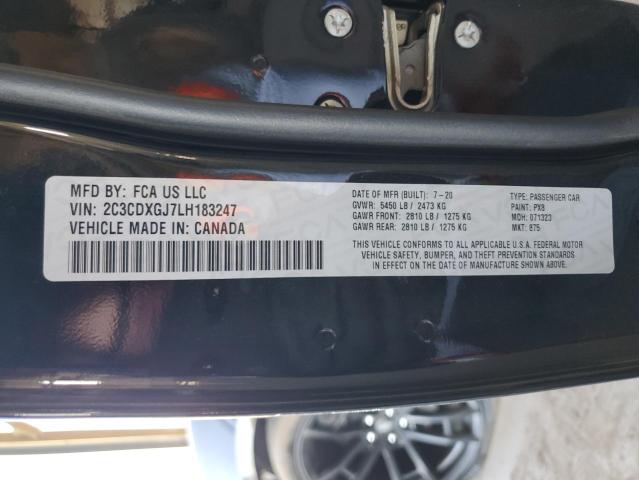 MFD BY: FCA US LLC
VIN: 2C3CDXGJ7LH183247
VEHICLE MADE IN: CANADA
DATE OF MFR (BUILT) 7-20
GVWR: 5450 LB / 2473 KG
GAWR FRONT: 2810 LB / 1275 KG
GAWR REAR: 2810 LB / 1275 KG
TYPE: PASSENGER CAR
PAINT: PX8
MDH: 071323
MKT: 875
THIS VEHICLE CONFORMS TO ALL APPLICABLE U.S.A. FEDERAL MOTOR
VEHICLE SAFETY, BUMPER, AND THEFT PREVENTION STANDARDS
IN EFFECT ON THE DATE OF MANUFACTURE SHOWN ABOVE.